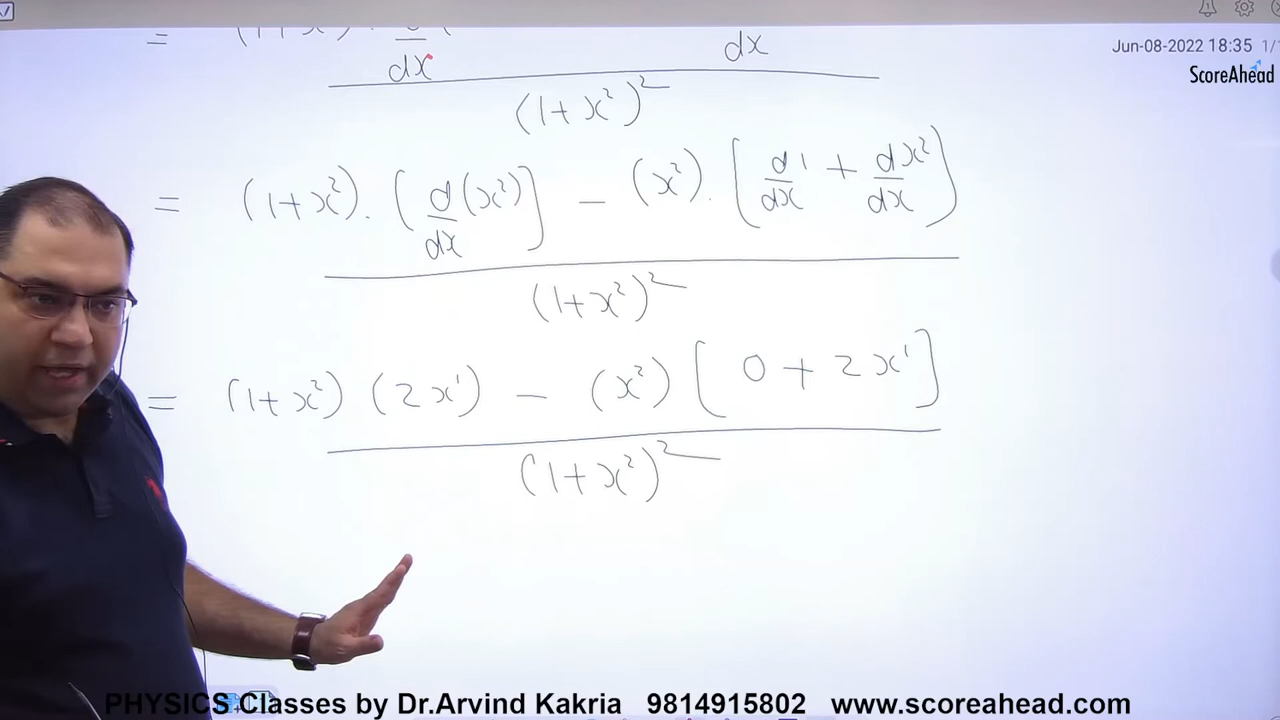 Jun-08-2022 18:35 1/
ScoreAhead
=
dx dx
(1+x²)²
= (1+x²).(d/dx(x²)] − (x²).[d1/dx + dx²/dx)
(1+x²)²
= (1+x²) (2x¹) − (x²) [0 + 2x¹]
(1+x²)²
PHYSICS Classes by Dr.Arvind Kakria 9814915802 www.scoreahead.com